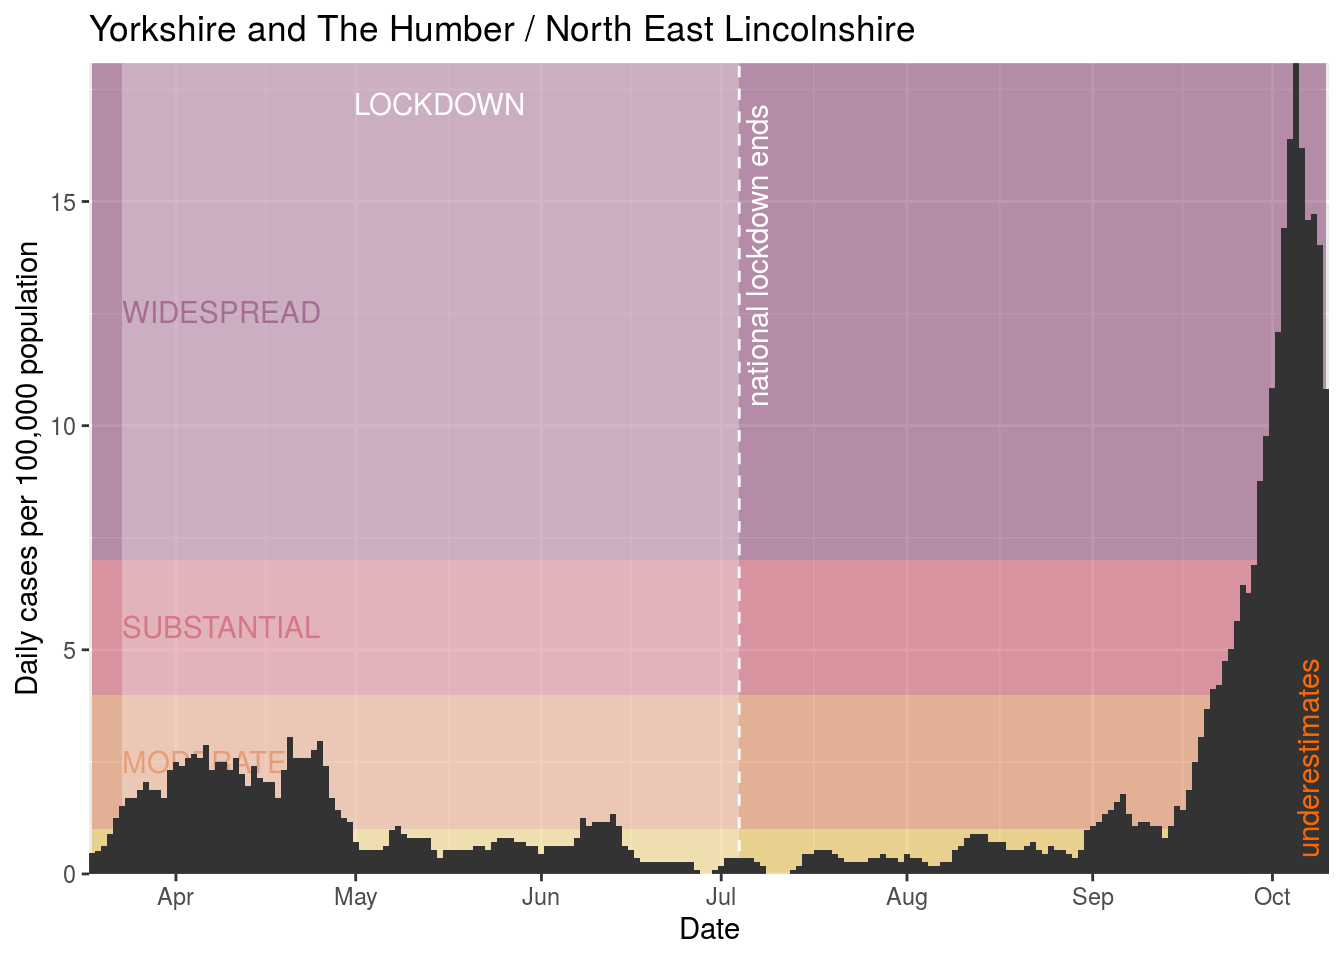 Yorkshire and The Humber / North East Lincolnshire
LOCKDOWN
national lockdown ends
WIDESPREAD
SUBSTANTIAL
MODERATE
underestimates
Daily cases per 100,000 population
15
10
5
0
Apr May Jun Jul Aug Sep Oct
Date